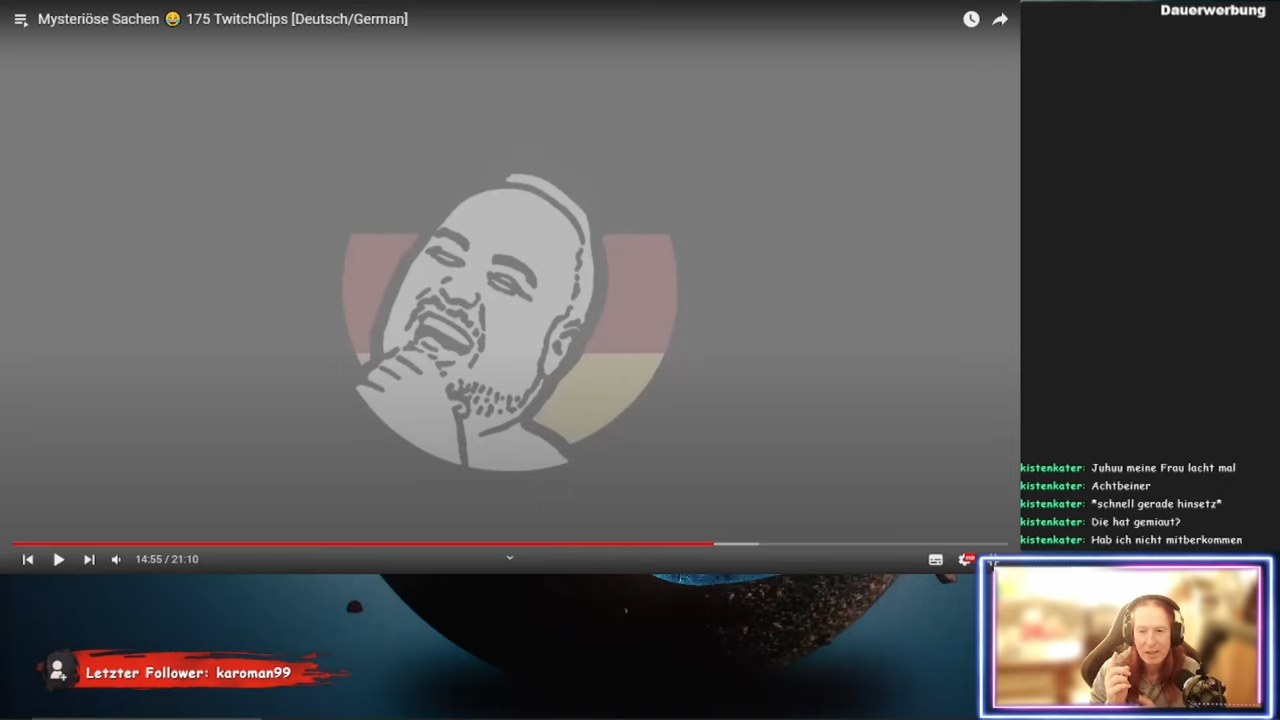 Mysteriöse Sachen 😂 175 TwitchClips [Deutsch/German]
Dauerwerbung
kistenkater: Juhuu meine Frau lacht mal
kistenkater: Achtbeiner
kistenkater: *schnell gerade hinsetz*
kistenkater: Die hat gemiaut?
kistenkater: Hab ich nicht mitberkommen
14:55 / 21:10
HD
Letzter Follower: karoman99